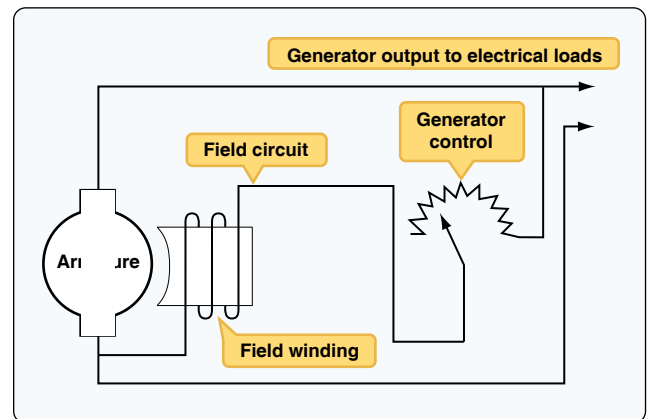 Generator output to electrical loads
Generator
control
Field circuit
Field winding